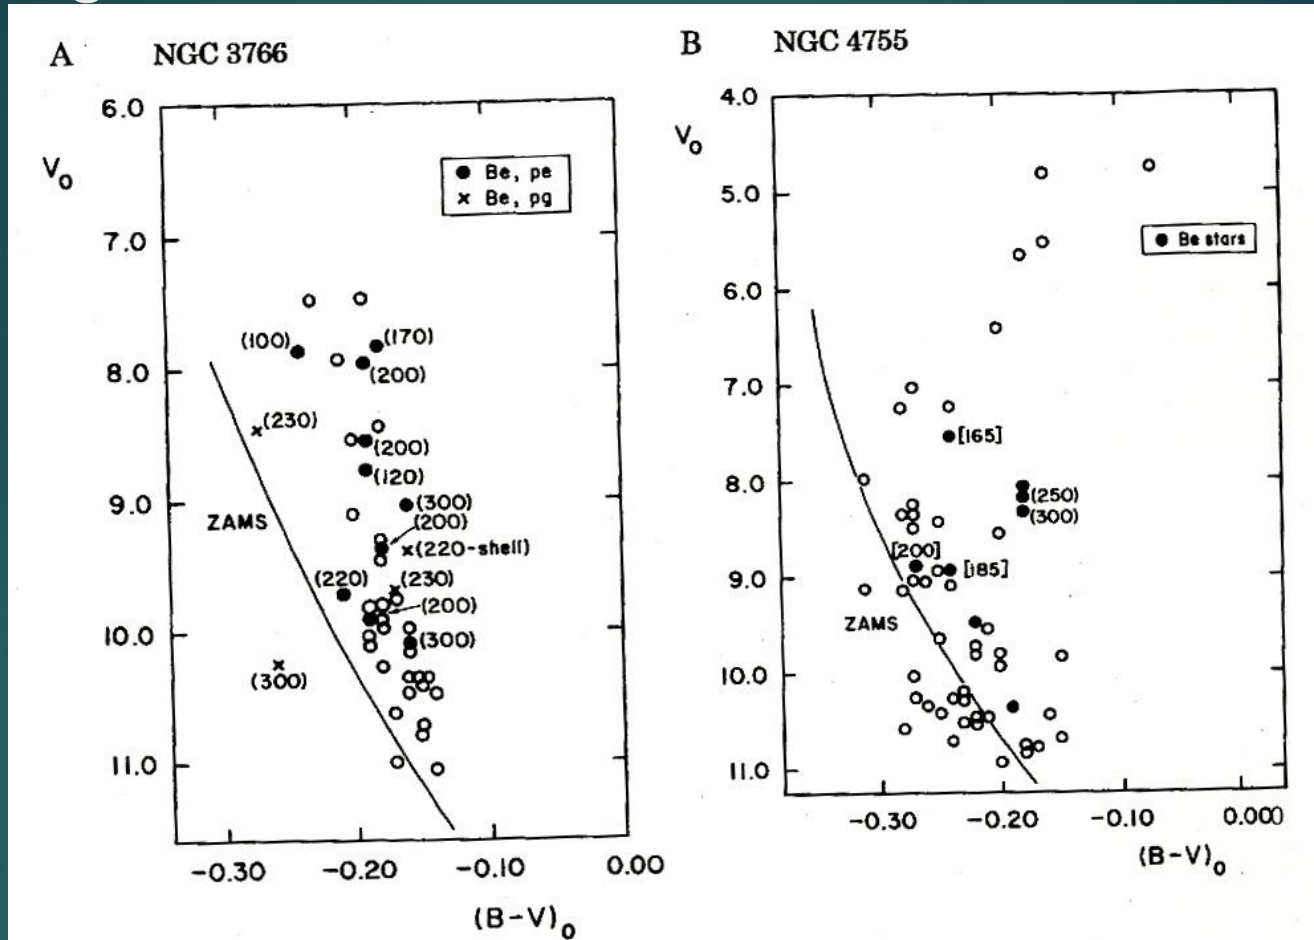 A NGC 3766
6.0
V₀
● Be, pe
× Be, pg
7.0
(100)
(170)
8.0
(200)
(230)
(200)
(120)
9.0
(300)
ZAMS
(200)
(220-shell)
(220)
(230)
(200)
10.0
(300)
(300)
11.0
-0.30 -0.20 -0.10 0.00
(B-V)₀
B NGC 4755
4.0
V₀
5.0
● Be stars
6.0
7.0
[165]
8.0
(250)
(300)
[200]
[185]
9.0
ZAMS
10.0
11.0
-0.30 -0.20 -0.10 0.000
(B-V)₀